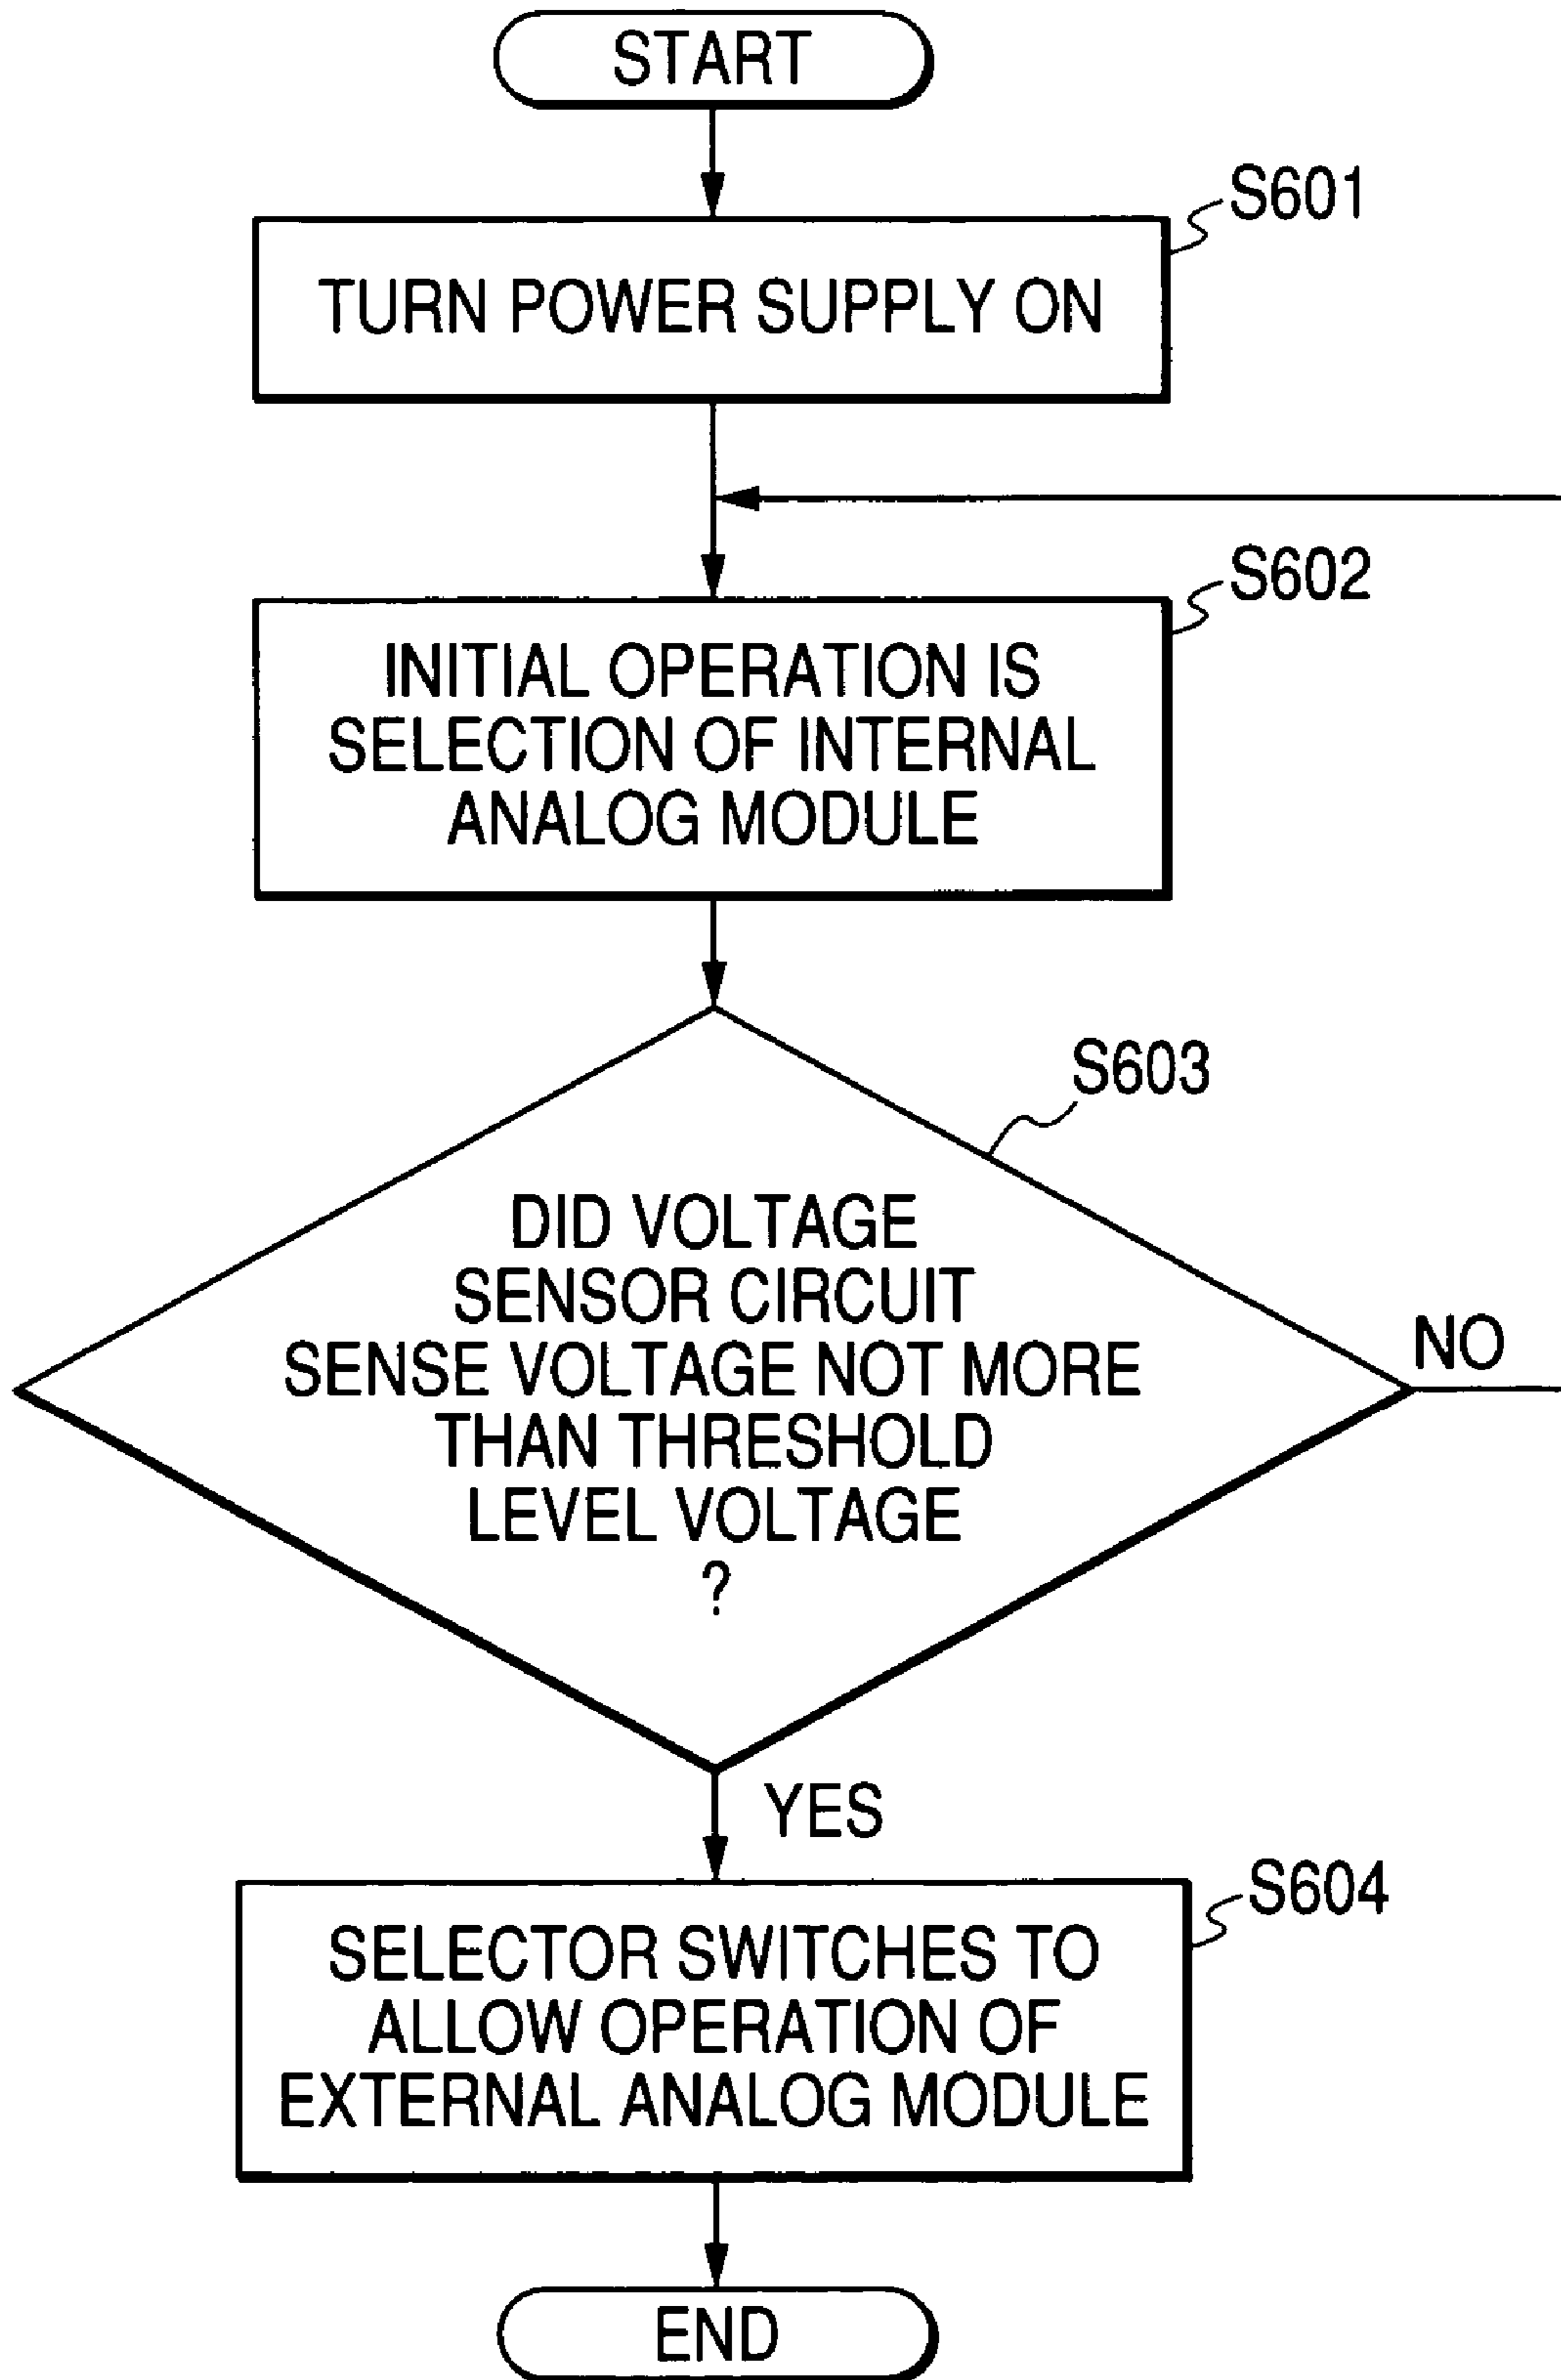 START
S601
TURN POWER SUPPLY ON
S602
INITIAL OPERATION IS
SELECTION OF INTERNAL
ANALOG MODULE
S603
DID VOLTAGE
SENSOR CIRCUIT
SENSE VOLTAGE NOT MORE
THAN THRESHOLD
LEVEL VOLTAGE
?
NO
YES
S604
SELECTOR SWITCHES TO
ALLOW OPERATION OF
EXTERNAL ANALOG MODULE
END